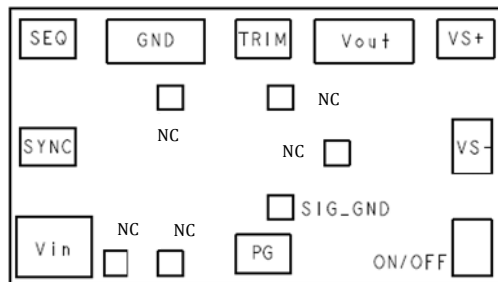 SEQ GND TRIM Vout VS+
NC
NC
NC
SYNC
VS-
SIG_GND
NC NC
Vin
PG
ON/OFF